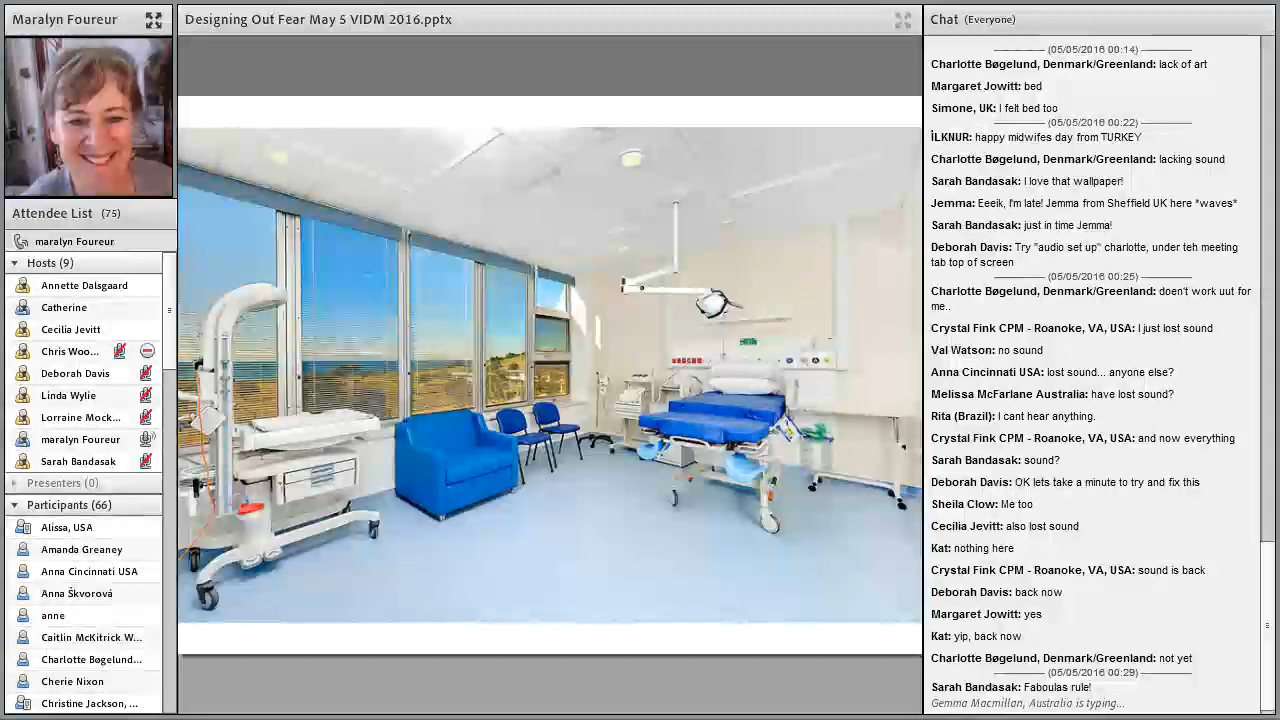 Maralyn Foureur
Attendee List (75)
maralyn Foureur
Hosts (9)
Annette Dalsgaard
Catherine
Cecilia Jevitt
Chris Woo...
Deborah Davis
Linda Wylie
Lorraine Mock...
maralyn Foureur
Sarah Bandasak
Presenters (0)
Participants (66)
Alissa, USA
Amanda Greaney
Anna Cincinnati USA
Anna Škvorová
anne
Caitlin McKitrick W...
Charlotte Bøgelund...
Cherie Nixon
Christine Jackson, ...
Designing Out Fear May 5 VIDM 2016.pptx
Chat (Everyone)
(05/05/2016 00:14)
Charlotte Bøgelund, Denmark/Greenland: lack of art
Margaret Jowitt: bed
Simone, UK: I felt bed too
(05/05/2016 00:22)
İLKNUR: happy midwifes day from TURKEY
Charlotte Bøgelund, Denmark/Greenland: lacking sound
Sarah Bandasak: I love that wallpaper!
Jemma: Eeeik, I'm late! Jemma from Sheffield UK here *waves*
Sarah Bandasak: just in time Jemma!
Deborah Davis: Try "audio set up" charlotte, under teh meeting
tab top of screen
(05/05/2016 00:25)
Charlotte Bøgelund, Denmark/Greenland: doen't work uut for
me..
Crystal Fink CPM - Roanoke, VA, USA: I just lost sound
Val Watson: no sound
Anna Cincinnati USA: lost sound... anyone else?
Melissa McFarlane Australia: have lost sound?
Rita (Brazil): I cant hear anything.
Crystal Fink CPM - Roanoke, VA, USA: and now everything
Sarah Bandasak: sound?
Deborah Davis: OK lets take a minute to try and fix this
Sheila Clow: Me too
Cecilia Jevitt: also lost sound
Kat: nothing here
Crystal Fink CPM - Roanoke, VA, USA: sound is back
Deborah Davis: back now
Margaret Jowitt: yes
Kat: yip, back now
Charlotte Bøgelund, Denmark/Greenland: not yet
(05/05/2016 00:29)
Sarah Bandasak: Faboulas rule!
Gemma Macmillan, Australia is typing...